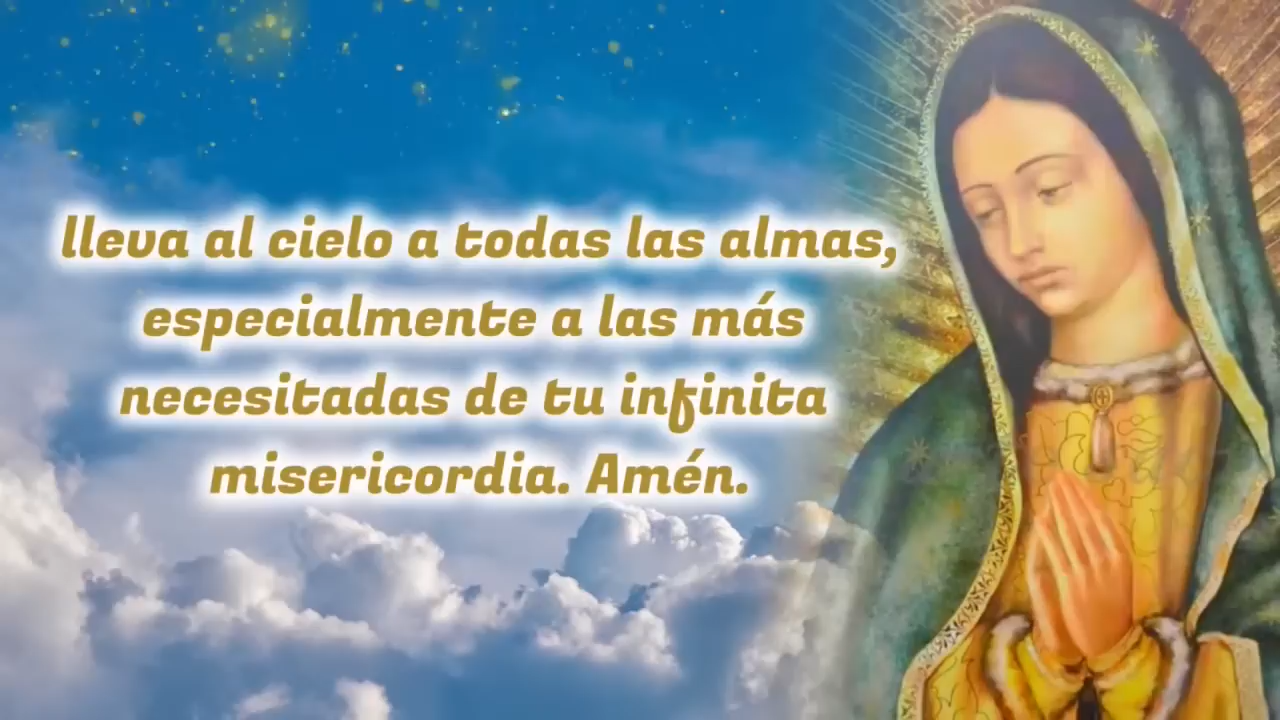 lleva al cielo a todas las almas,
especialmente a las más
necesitadas de tu infinita
misericordia. Amén.